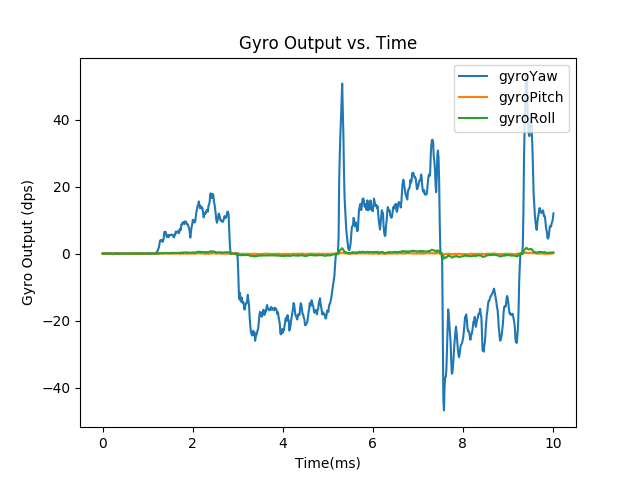 Gyro Output vs. Time
gyroYaw
gyroPitch
gyroRoll
Gyro Output (dps)
40
20
0
−20
−40
0 2 4 6 8 10
Time(ms)